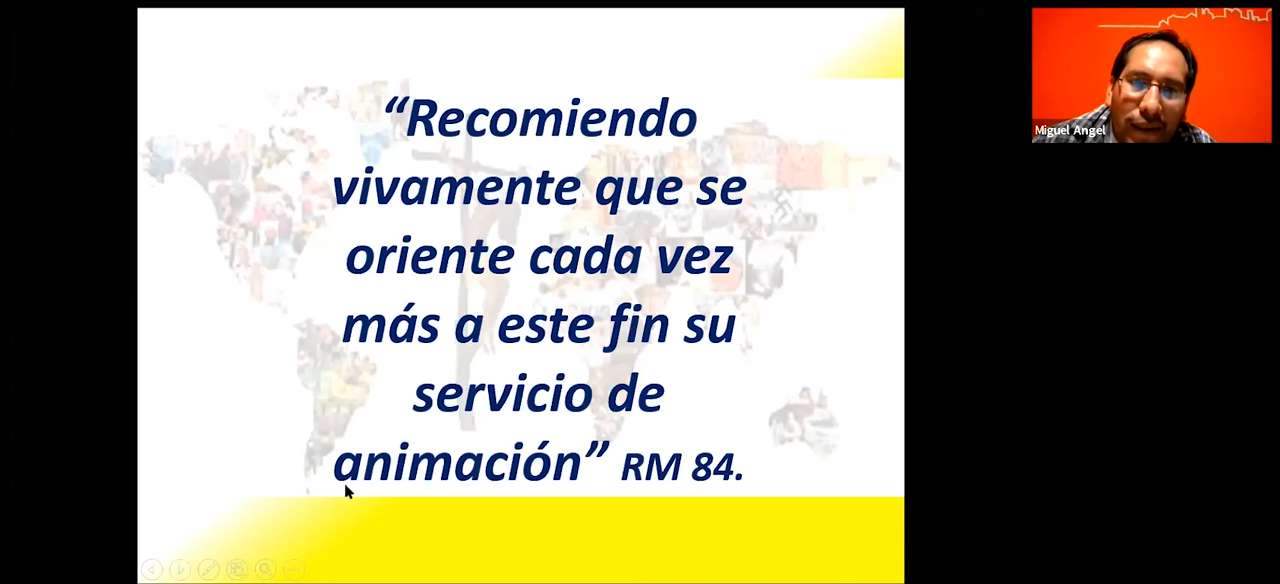 “Recomiendo
vivamente que se
oriente cada vez
más a este fin su
servicio de
animación” RM 84.
Miguel Angel